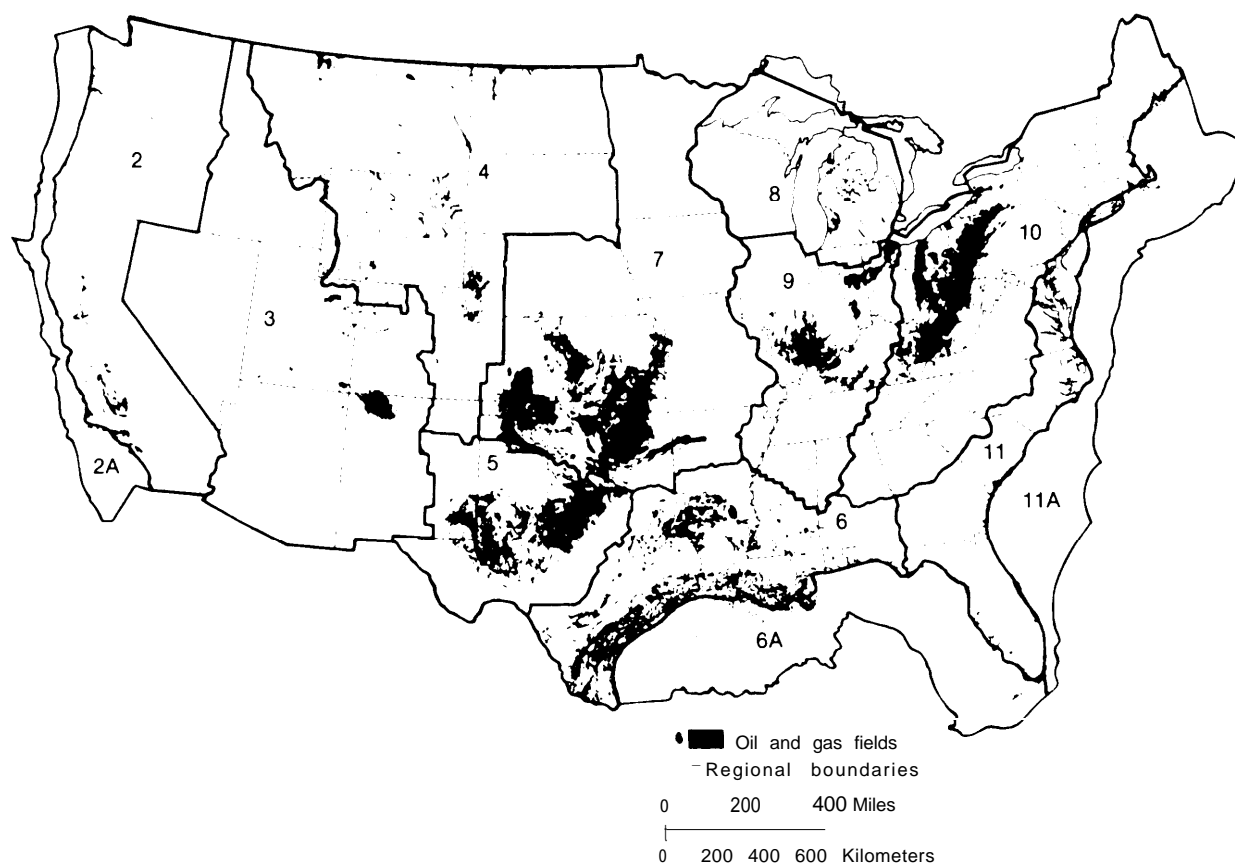 2
4
8
10
7
9
3
2A
5
11
11A
6
6A
Oil and gas fields
Regional boundaries
0 200 400 Miles
0 200 400 600 Kilometers